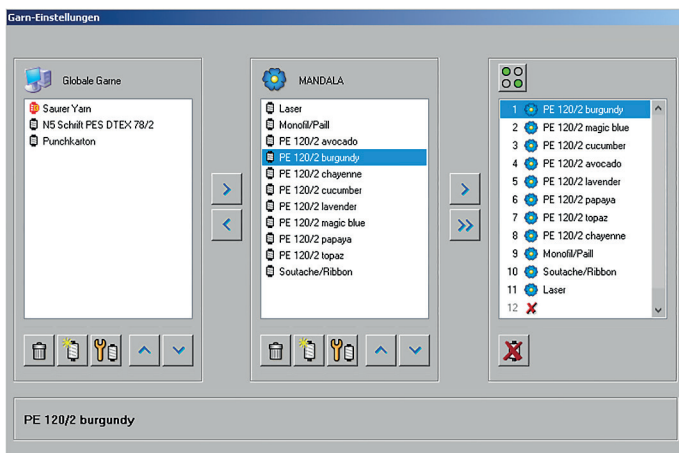 Garn-Einstellungen
Globale Garne
Saurer Yarn
N5 Schrift PES DTEX 78/2
Punchkarton
MANDALA
Laser
Monofil/Paill
PE 120/2 avocado
PE 120/2 burgundy
PE 120/2 chayenne
PE 120/2 cucumber
PE 120/2 lavender
PE 120/2 magic blue
PE 120/2 papaya
PE 120/2 topaz
Soutache/Ribbon
1 PE 120/2 burgundy
2 PE 120/2 magic blue
3 PE 120/2 cucumber
4 PE 120/2 avocado
5 PE 120/2 lavender
6 PE 120/2 papaya
7 PE 120/2 topaz
8 PE 120/2 chayenne
9 Monofil/Paill
10 Soutache/Ribbon
11 Laser
12
PE 120/2 burgundy